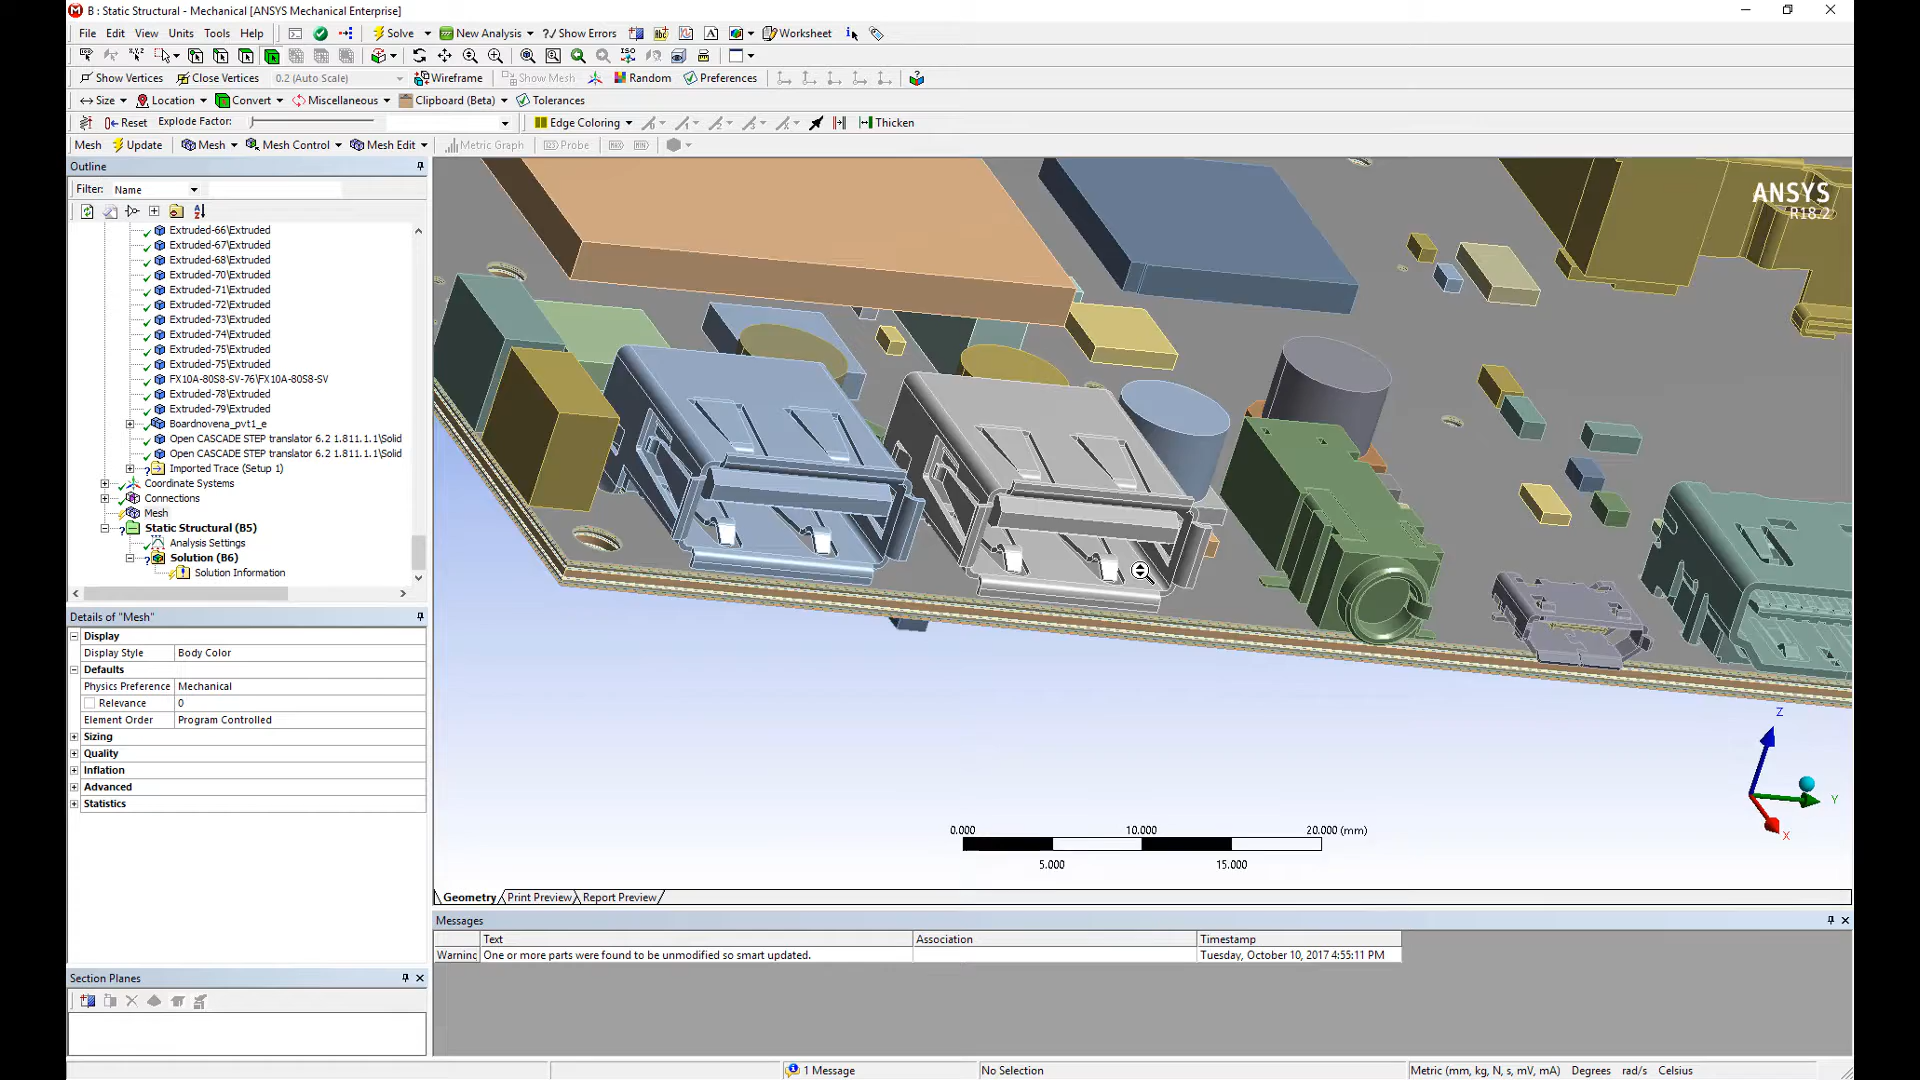 B : Static Structural - Mechanical [ANSYS Mechanical Enterprise]
File Edit View Units Tools Help Solve New Analysis ?/ Show Errors Worksheet
Show Vertices Close Vertices 0.2 (Auto Scale) Wireframe Show Mesh Random Preferences
Size Location Convert Miscellaneous Clipboard (Beta) Tolerances
Reset Explode Factor: Edge Coloring Thicken
Mesh Update Mesh Mesh Control Mesh Edit Metric Graph Probe
Outline
Filter: Name
Extruded-66\Extruded
Extruded-67\Extruded
Extruded-68\Extruded
Extruded-70\Extruded
Extruded-71\Extruded
Extruded-72\Extruded
Extruded-73\Extruded
Extruded-74\Extruded
Extruded-75\Extruded
Extruded-75\Extruded
FX10A-80S8-SV-76\FX10A-80S8-SV
Extruded-78\Extruded
Extruded-79\Extruded
Boardnovena_pvt1_e
Open CASCADE STEP translator 6.2 1.811.1.1\Solid
Open CASCADE STEP translator 6.2 1.811.1.1\Solid
Imported Trace (Setup 1)
Coordinate Systems
Connections
Mesh
Static Structural (B5)
Analysis Settings
Solution (B6)
Solution Information
Details of "Mesh"
Display
Display Style Body Color
Defaults
Physics Preference Mechanical
Relevance 0
Element Order Program Controlled
Sizing
Quality
Inflation
Advanced
Statistics
Section Planes
ANSYS
R18.2
Z
Y
X
0.000 10.000 20.000 (mm)
5.000 15.000
Geometry Print Preview Report Preview
Messages
Text Association Timestamp
Warninc One or more parts were found to be unmodified so smart updated. Tuesday, October 10, 2017 4:55:11 PM
1 Message No Selection Metric (mm, kg, N, s, mV, mA) Degrees rad/s Celsius